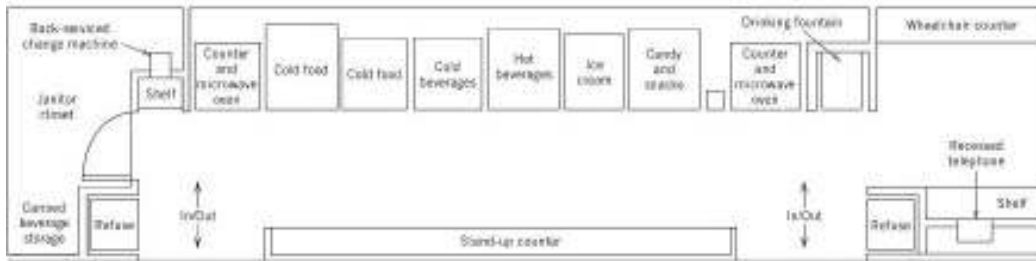 Back-serviced
change machine
Janitor
closet
Shelf
Counter
and
microwave
oven
Cold food
Cold food
Cold
beverages
Hot
beverages
Ice
cream
Candy
and
snacks
Counter
and
microwave
oven
Drinking fountain
Wheelchair counter
Recessed
telephone
Shelf
Canned
beverage
storage
Refuse
In/Out
Stand-up counter
In/Out
Refuse